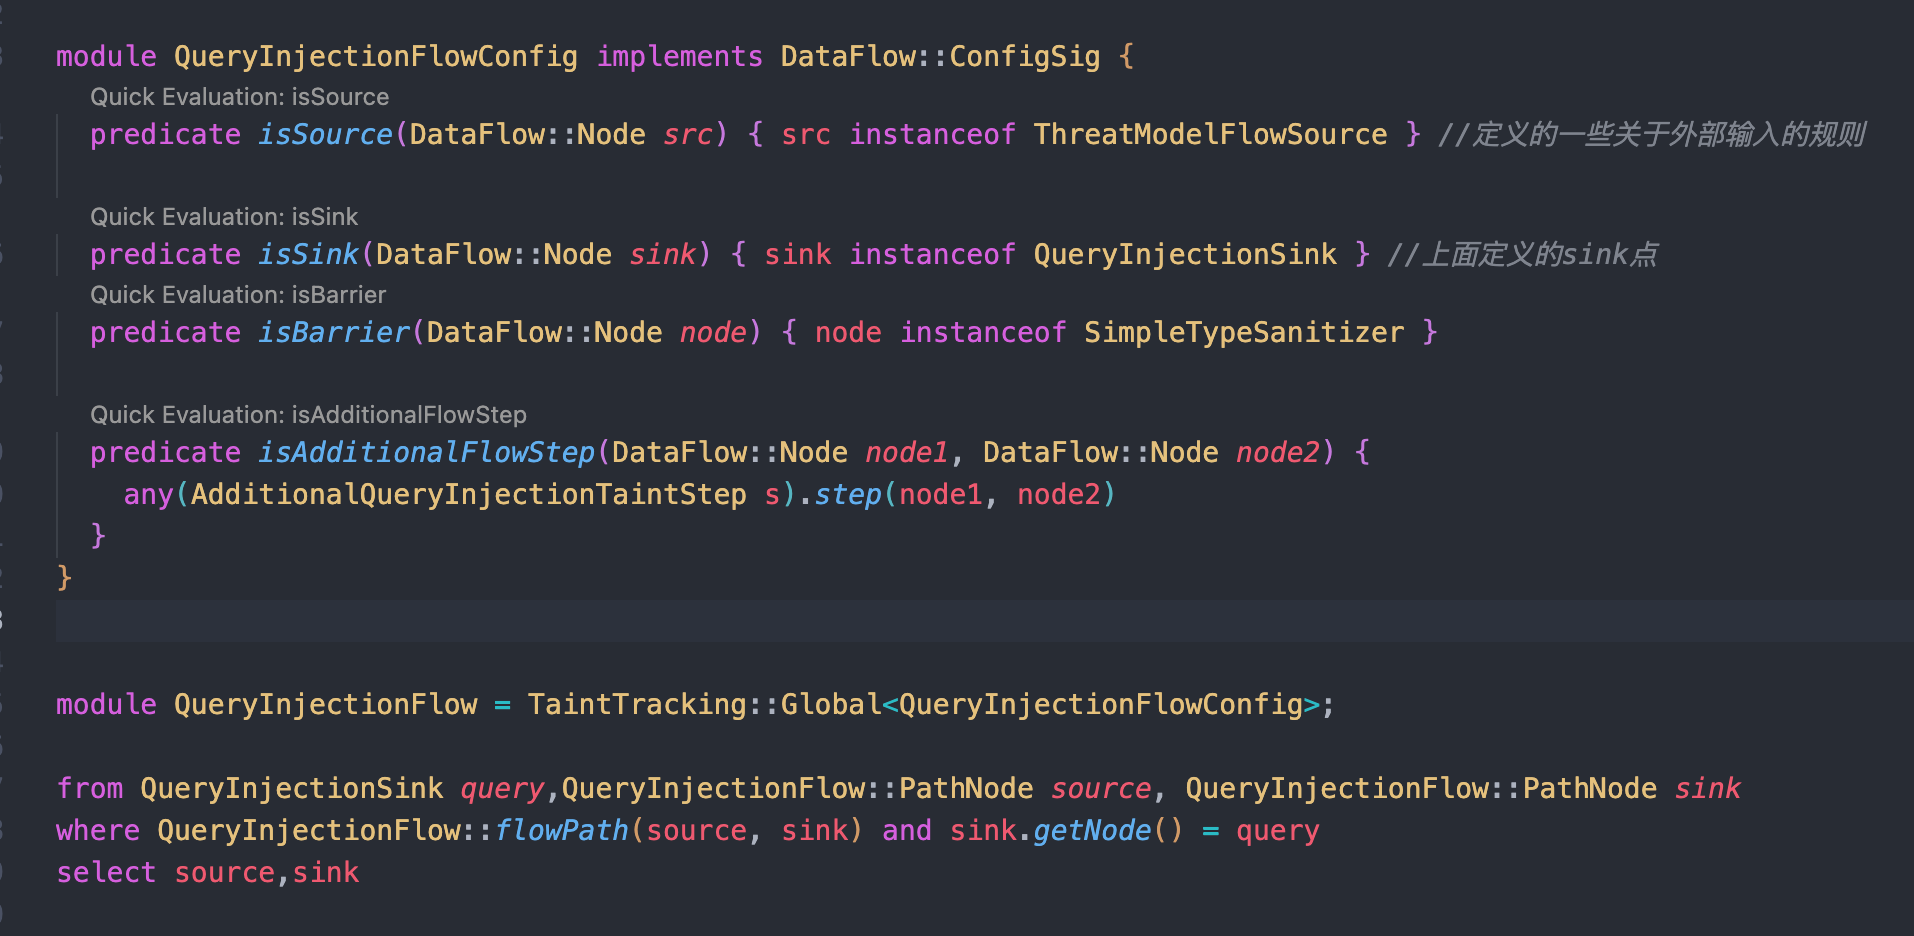 module QueryInjectionFlowConfig implements DataFlow::ConfigSig {
Quick Evaluation: isSource
predicate isSource(DataFlow::Node src) { src instanceof ThreatModelFlowSource } //定义的一些关于外部输入的规则
Quick Evaluation: isSink
predicate isSink(DataFlow::Node sink) { sink instanceof QueryInjectionSink } //上面定义的sink点
Quick Evaluation: isBarrier
predicate isBarrier(DataFlow::Node node) { node instanceof SimpleTypeSanitizer }
Quick Evaluation: isAdditionalFlowStep
predicate isAdditionalFlowStep(DataFlow::Node node1, DataFlow::Node node2) {
any(AdditionalQueryInjectionTaintStep s).step(node1, node2)
}
}
module QueryInjectionFlow = TaintTracking::Global<QueryInjectionFlowConfig>;
from QueryInjectionSink query,QueryInjectionFlow::PathNode source, QueryInjectionFlow::PathNode sink
where QueryInjectionFlow::flowPath(source, sink) and sink.getNode() = query
select source,sink